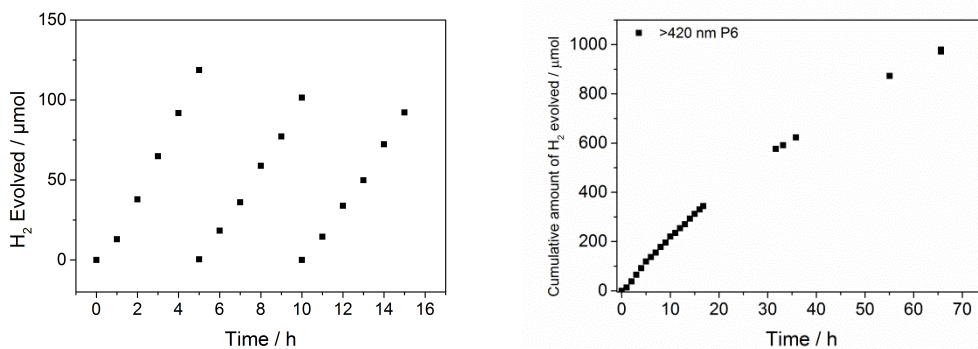 150
100
50
0
H₂ Evolved / μmol
0 2 4 6 8 10 12 14 16
Time / h
>420 nm P6
1000
800
600
400
200
0
Cumulative amount of H₂ evolved / μmol
0 10 20 30 40 50 60 70
Time / h